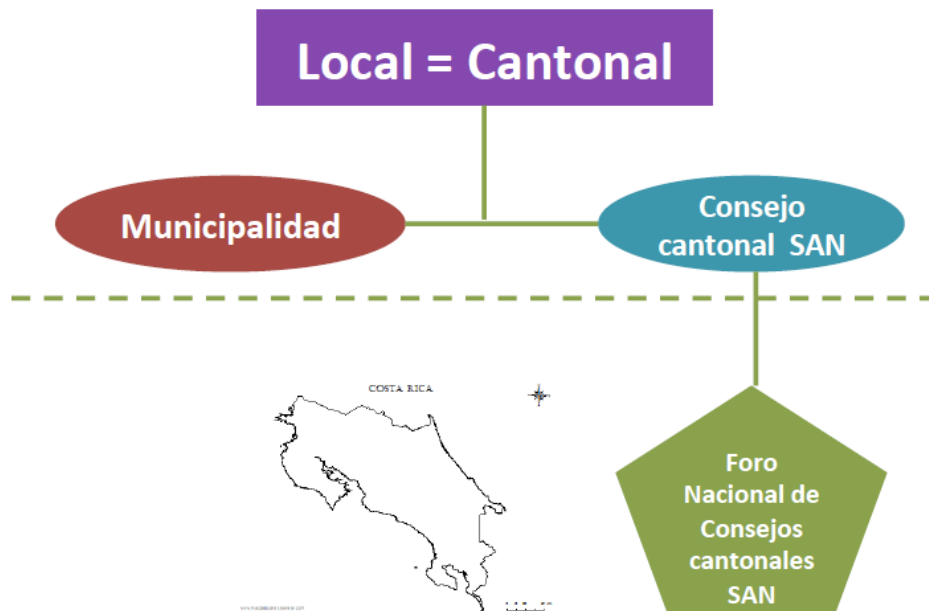 Local = Cantonal
Municipalidad
Consejo
cantonal SAN
COSTA RICA
Foro
Nacional de
Consejos
cantonales
SAN